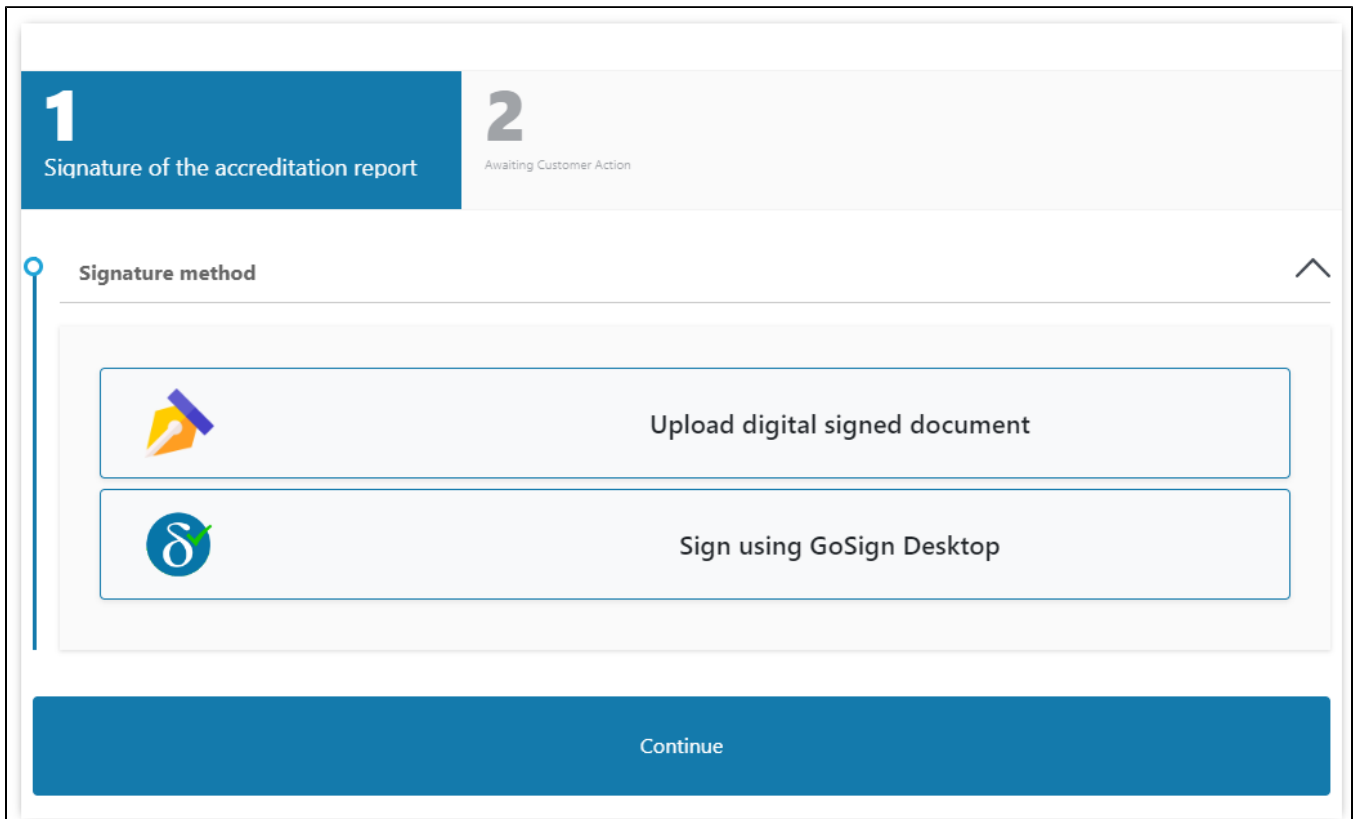 1
Signature of the accreditation report
2
Awaiting Customer Action
Signature method
Upload digital signed document
δ
Sign using GoSign Desktop
Continue